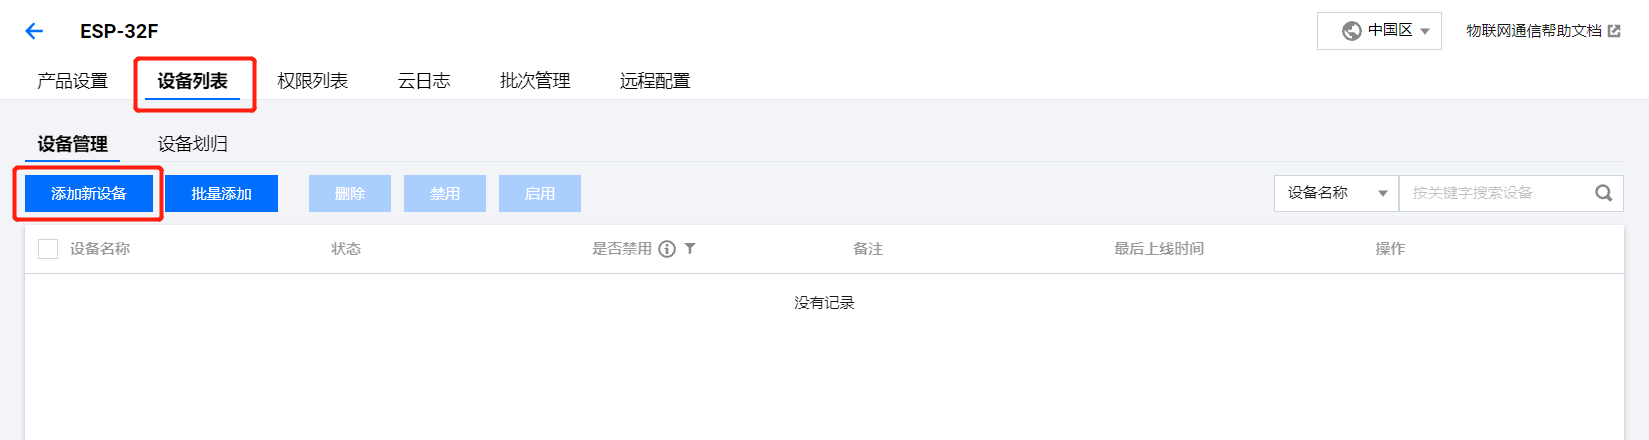 ESP-32F 中国区 物联网通信帮助文档
产品设置 设备列表 权限列表 云日志 批次管理 远程配置
设备管理 设备划归
添加新设备 批量添加 删除 禁用 启用 设备名称 按关键字搜索设备
设备名称 状态 是否禁用 备注 最后上线时间 操作
没有记录